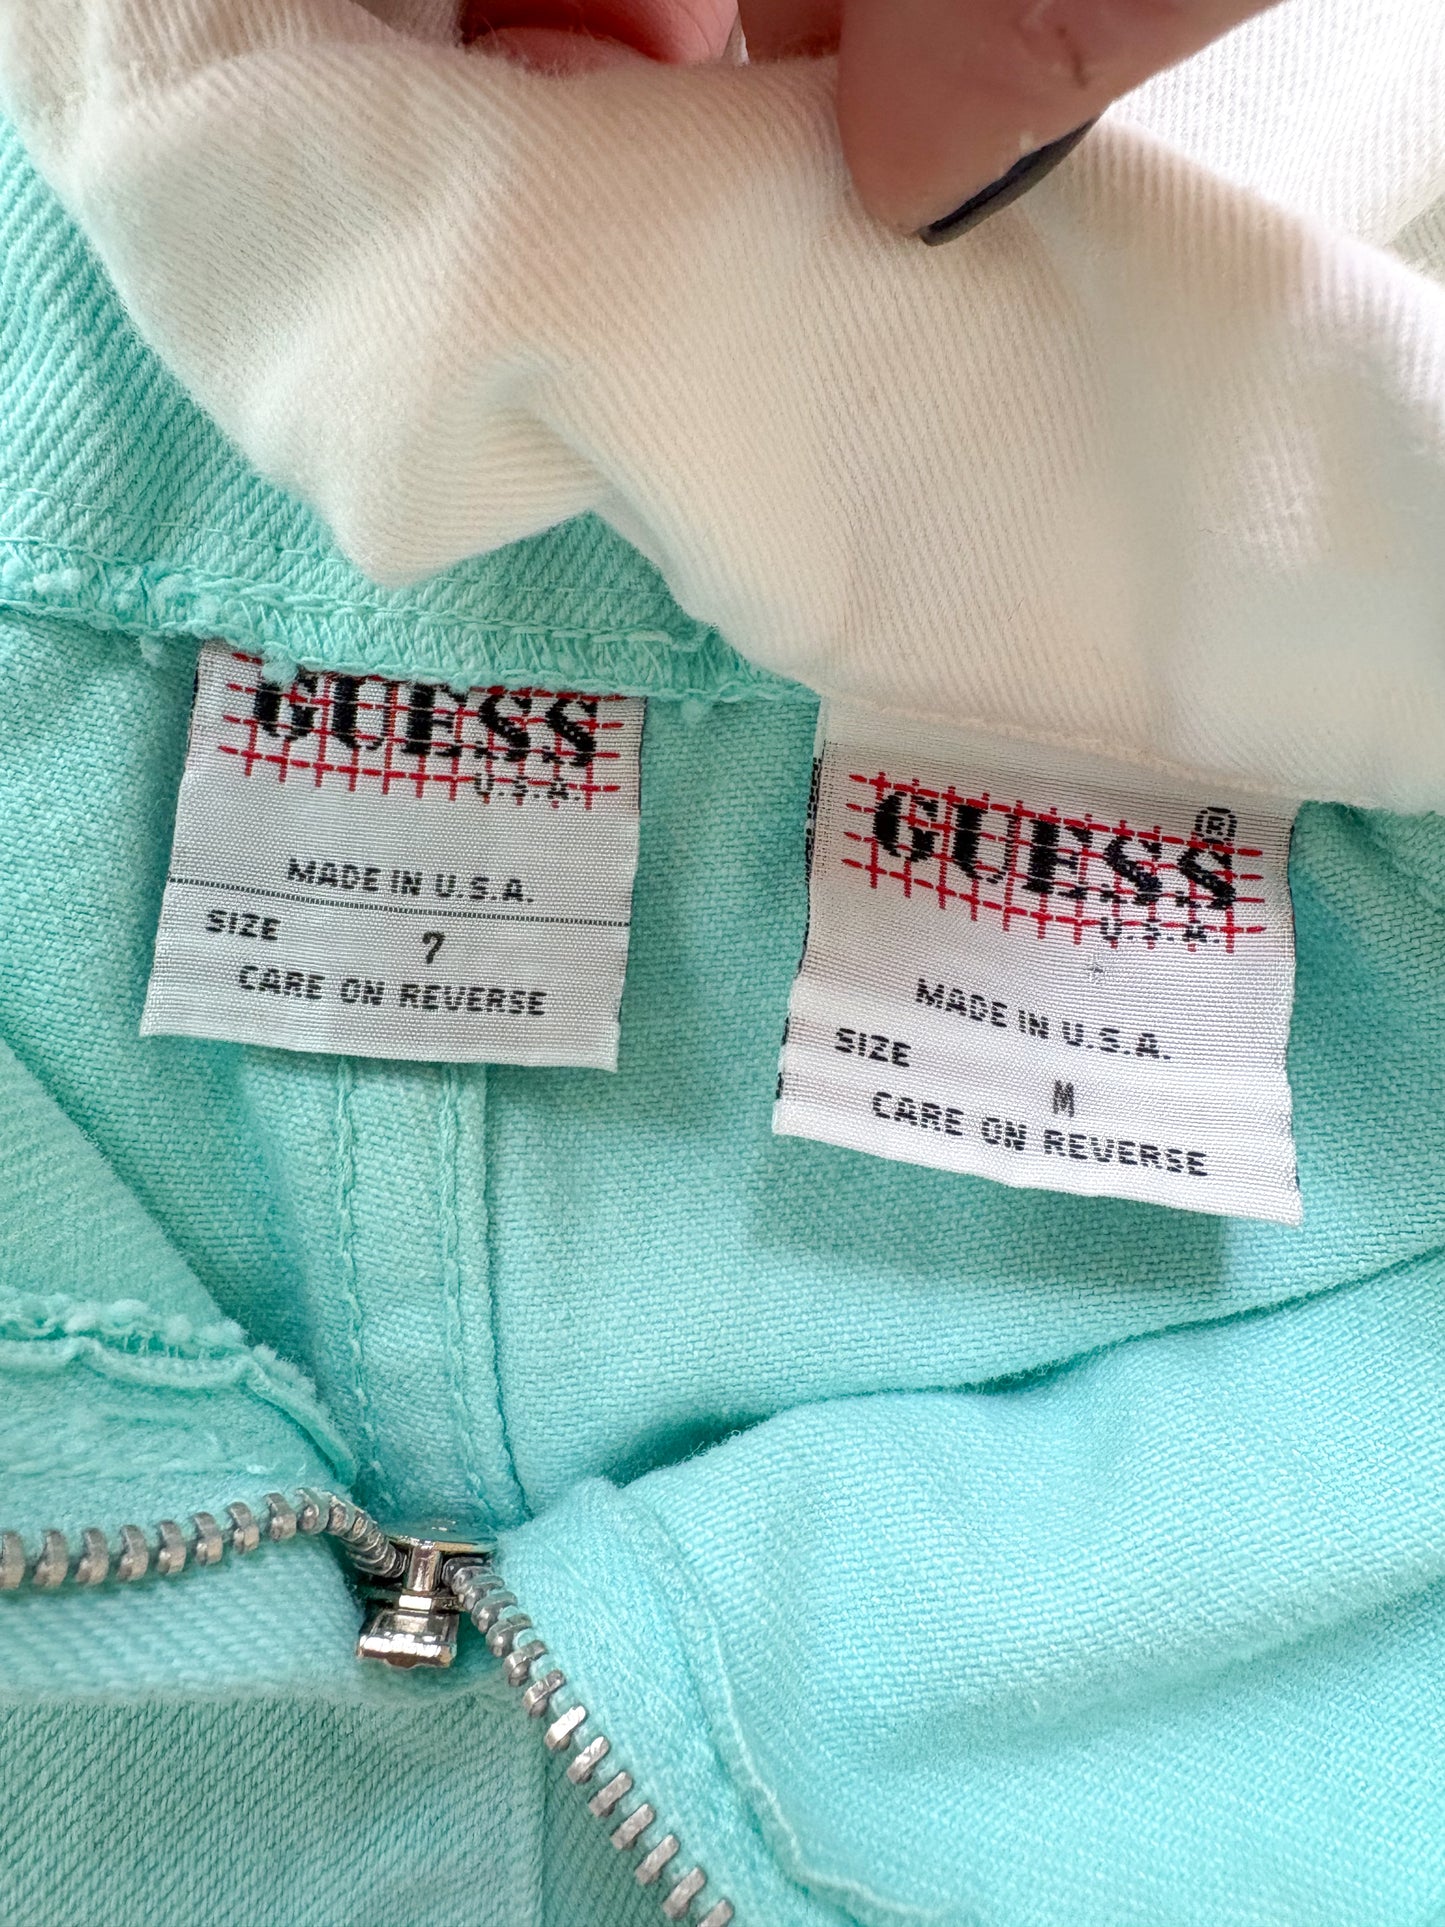 GUESS
U.S.A.
MADE IN U.S.A.
SIZE 7
CARE ON REVERSE
GUESS ®
U.S.A.
MADE IN U.S.A.
SIZE M
CARE ON REVERSE